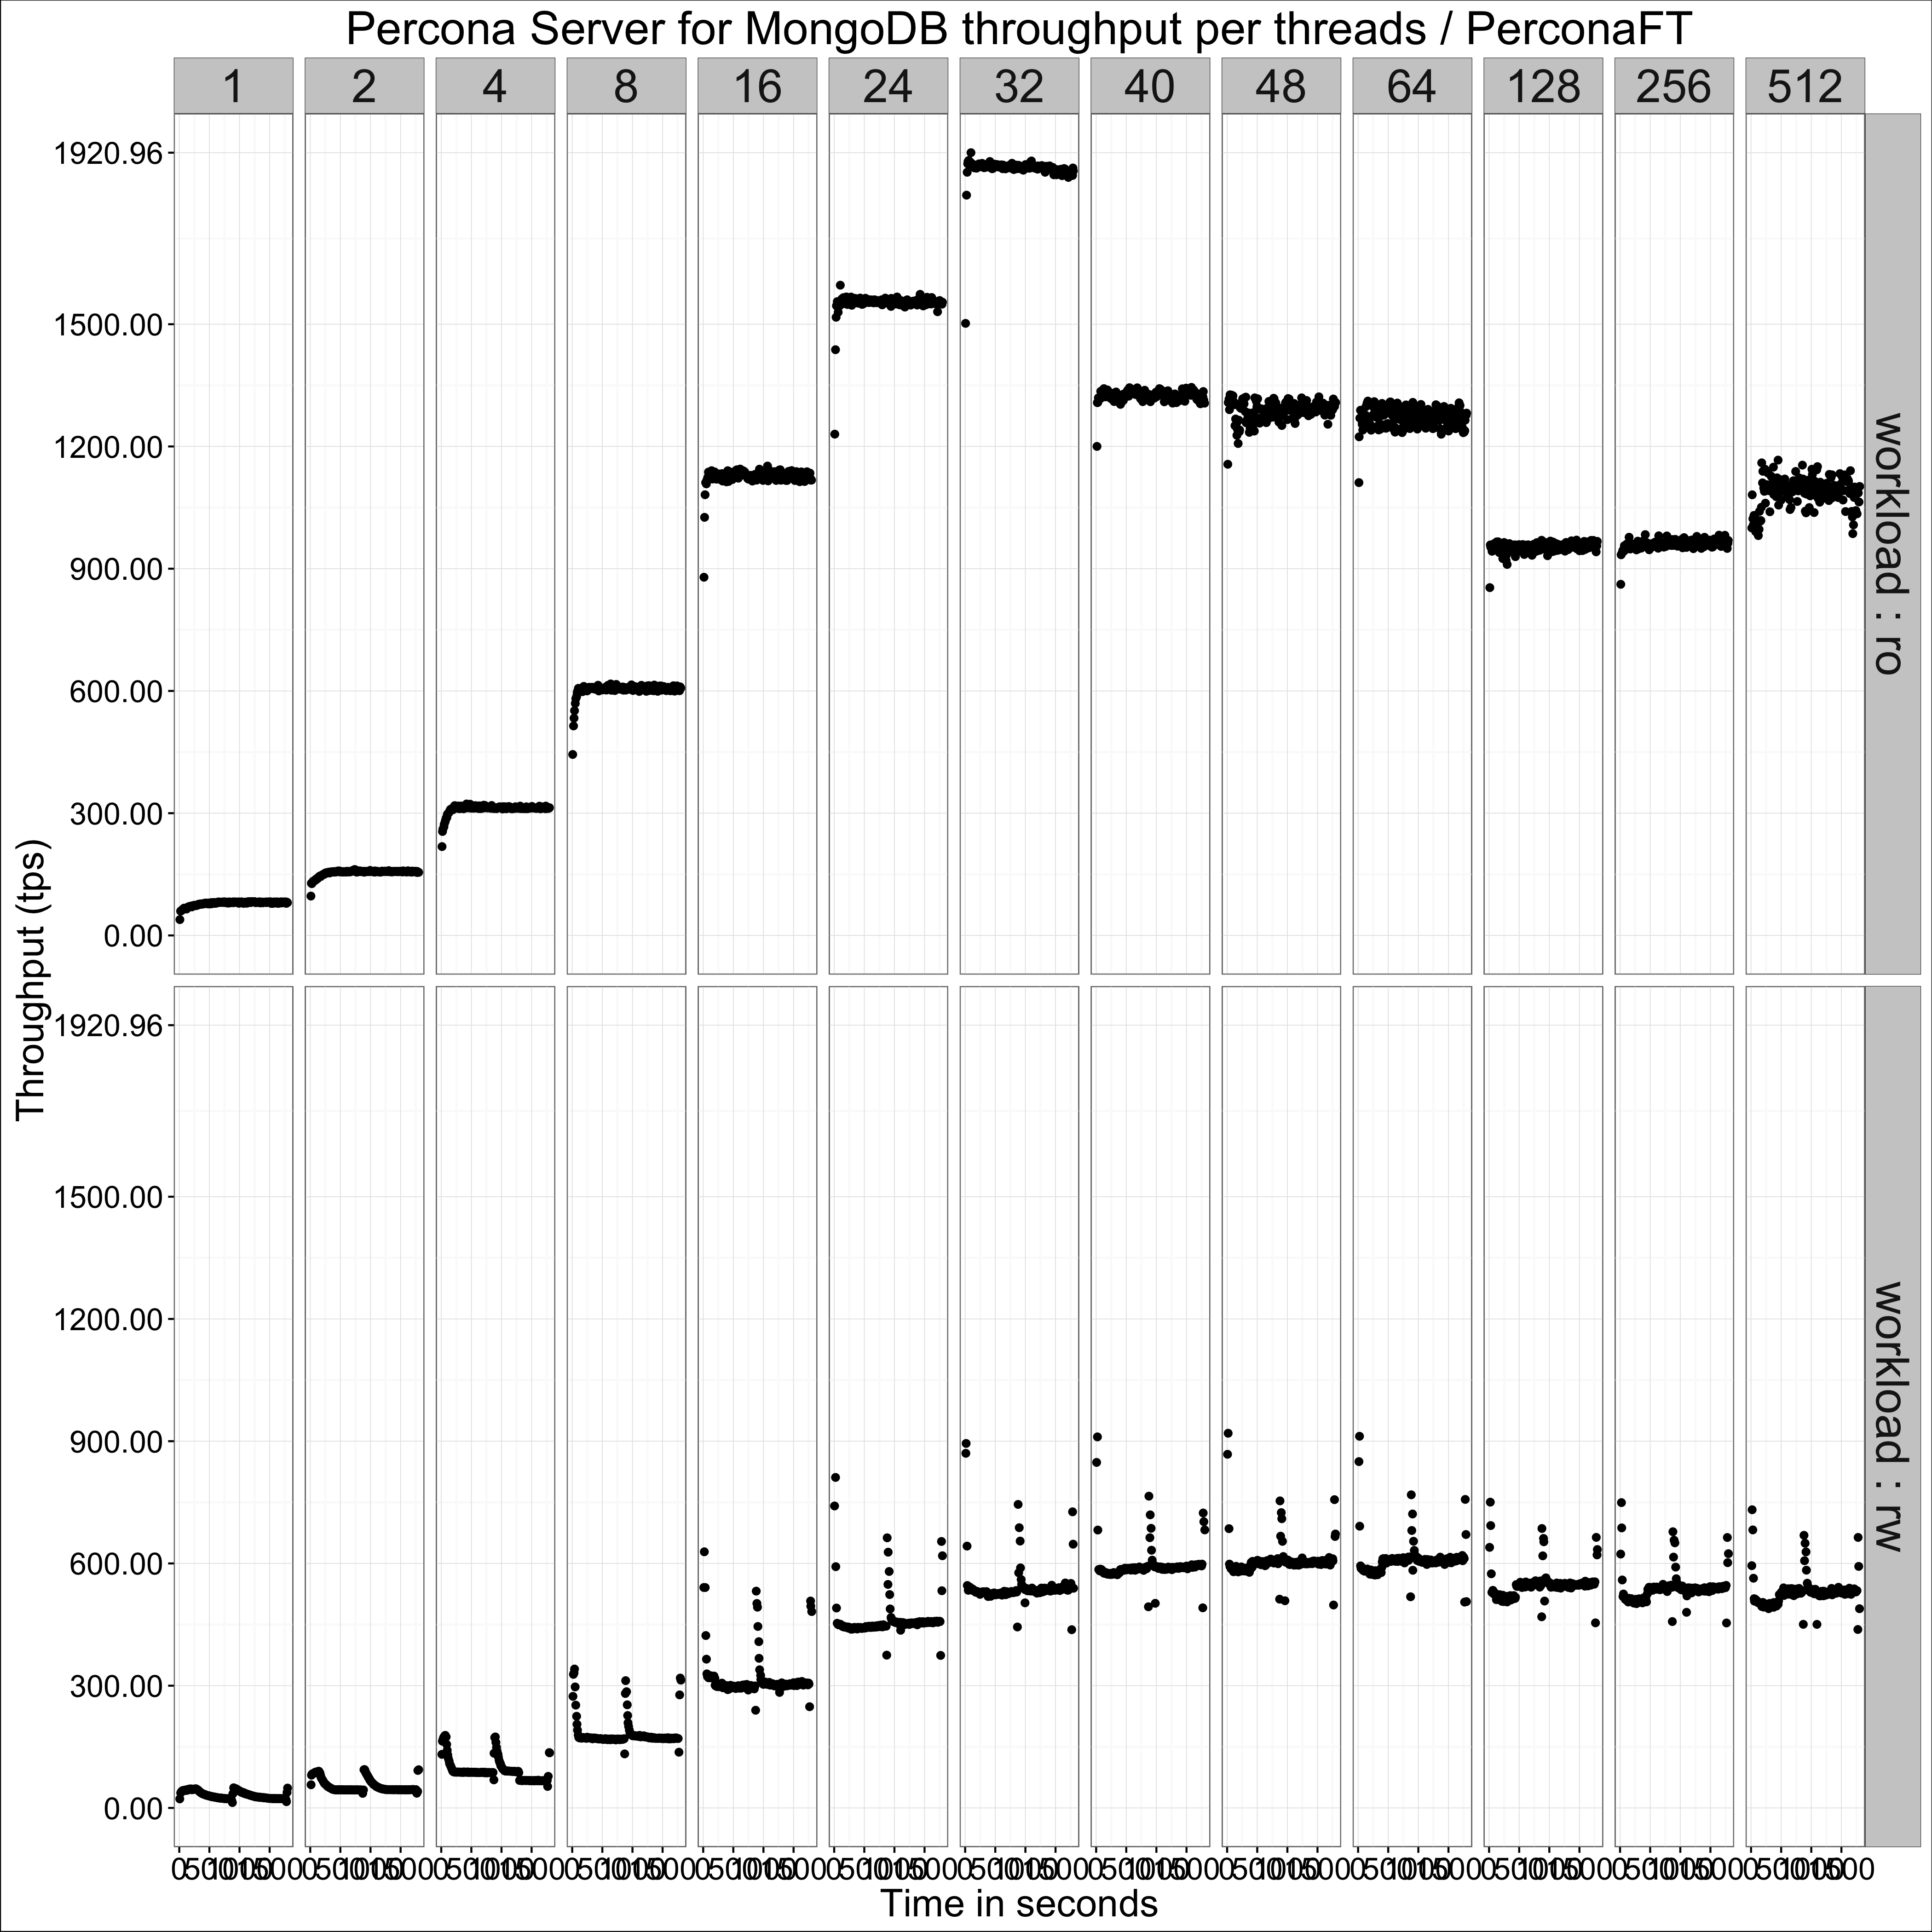 Percona Server for MongoDB throughput per threads / PerconaFT
1 2 4 8 16 24 32 40 48 64 128 256 512
1920.96
1500.00
1200.00
900.00
600.00
300.00
0.00
workload : ro
Throughput (tps)
1920.96
1500.00
1200.00
900.00
600.00
300.00
0.00
workload : rw
Time in seconds